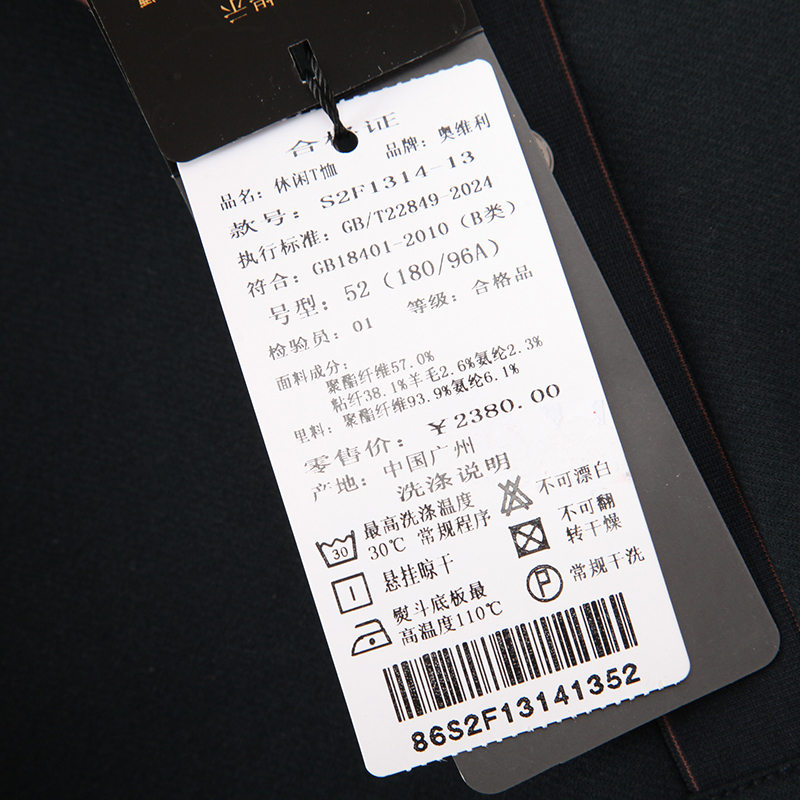 提示
合格证
品名：休闲T恤 品牌：奥维利
款号：S2F1314-13
执行标准：GB/T22849-2024
符合：GB18401-2010（B类）
号型：52（180/96A）
检验员：01 等级：合格品
面料成分：
聚酯纤维57.0%
粘纤38.1%羊毛2.6%氨纶2.3%
里料：聚酯纤维93.9%氨纶6.1%
零售价：￥2380.00
产地：中国广州
洗涤说明
30
最高洗涤温度
30℃ 常规程序
不可漂白
悬挂晾干
不可翻
转干燥
熨斗底板最
高温度110℃
P
常规干洗
86S2F13141352